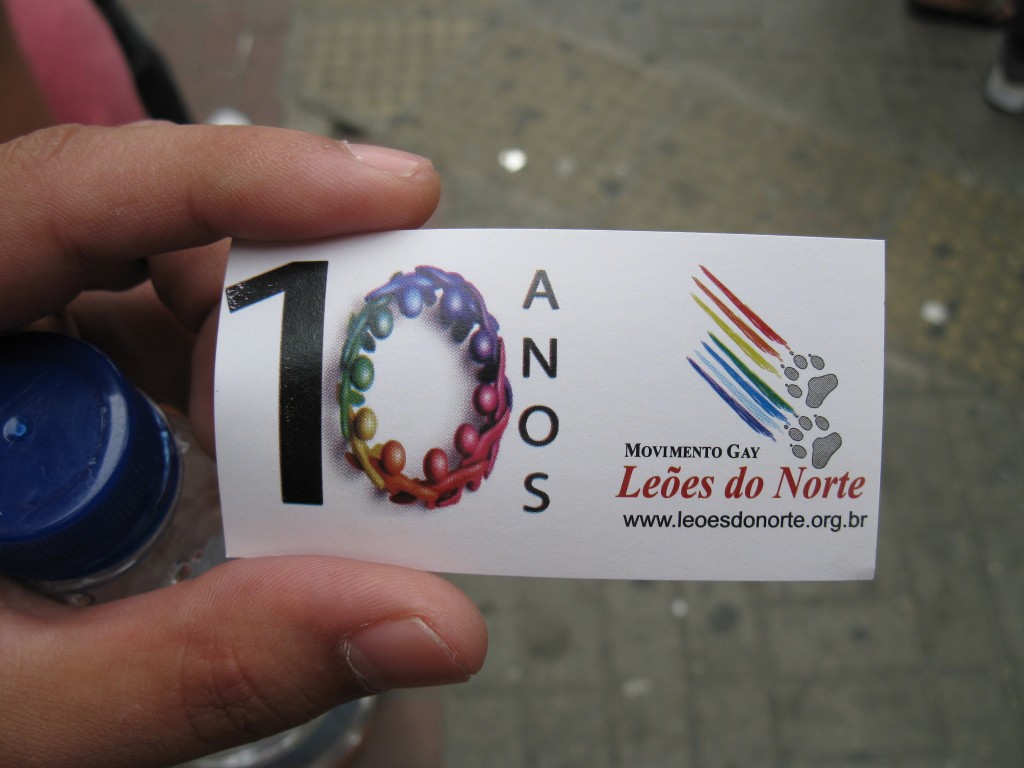 10
ANOS
MOVIMENTO GAY
Leões do Norte
www.leoesdonorte.org.br